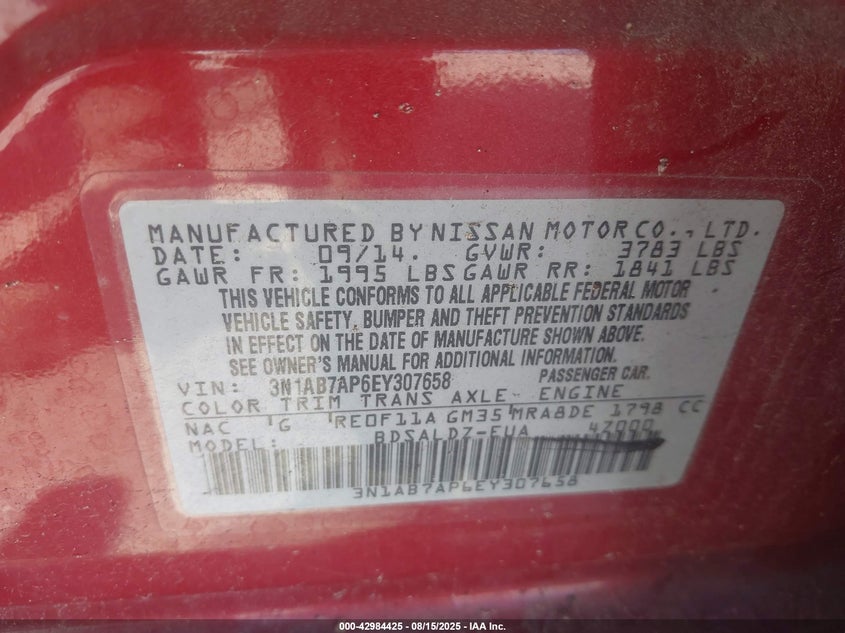 MANUFACTURED BY NISSAN MOTOR CO., LTD.
DATE: 09/14. GVWR: 3783 LBS
GAWR FR: 1995 LBS GAWR RR: 1841 LBS
THIS VEHICLE CONFORMS TO ALL APPLICABLE FEDERAL MOTOR
VEHICLE SAFETY, BUMPER AND THEFT PREVENTION STANDARDS
IN EFFECT ON THE DATE OF MANUFACTURE SHOWN ABOVE.
SEE OWNER'S MANUAL FOR ADDITIONAL INFORMATION.
VIN: 3N1AB7AP6EY307658 PASSENGER CAR.
COLOR TRIM TRANS AXLE ENGINE
NAC G RE0F11A GM35 MRA8DE 1798 CC
MODEL: BDSALDZ-EUA 47000
3N1AB7AP6EY307658
000-42984425 - 08/15/2025 - IAA Inc.